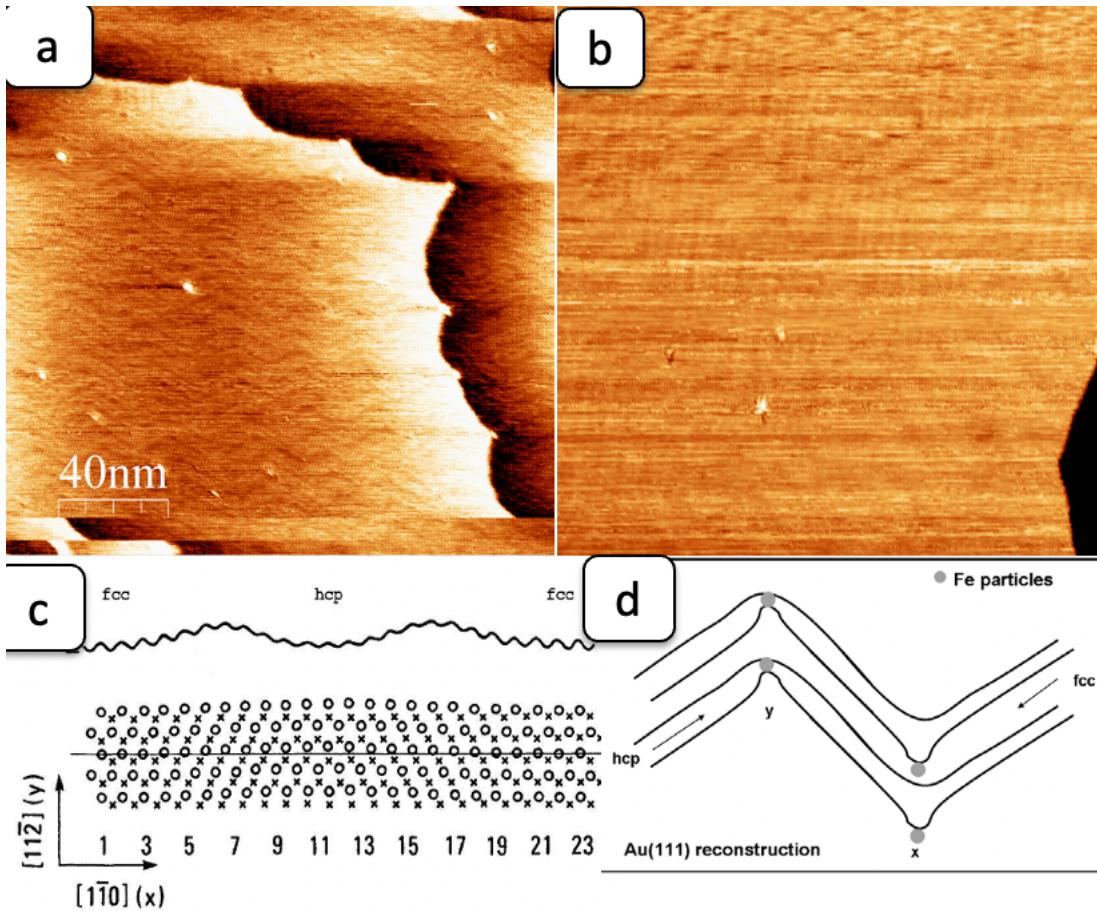 a
b
40nm
c
fcc hcp fcc
[112̄] (y)
1 3 5 7 9 11 13 15 17 19 21 23
[11̄0] (x)
d
Fe particles
fcc
y
hcp
x
Au(111) reconstruction